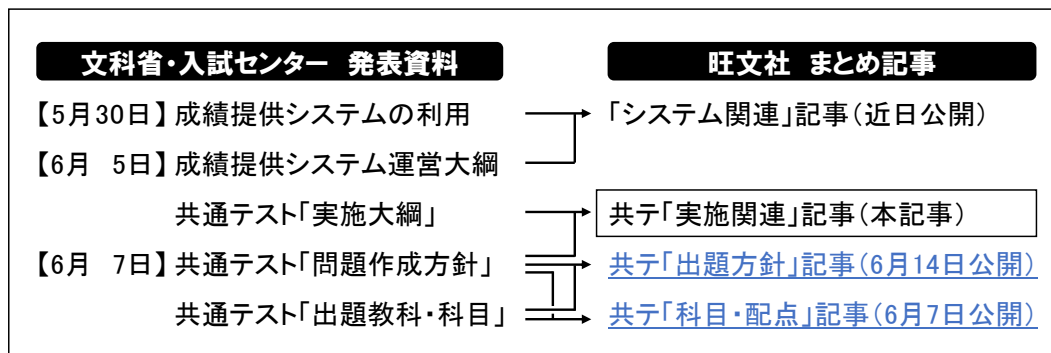 文科省・入試センター 発表資料
旺文社 まとめ記事
【5月30日】成績提供システムの利用
「システム関連」記事(近日公開)
【6月 5日】成績提供システム運営大綱
共通テスト「実施大綱」
共テ「実施関連」記事(本記事)
【6月 7日】共通テスト「問題作成方針」
共テ「出題方針」記事(6月14日公開)
共通テスト「出題教科・科目」
共テ「科目・配点」記事(6月7日公開)